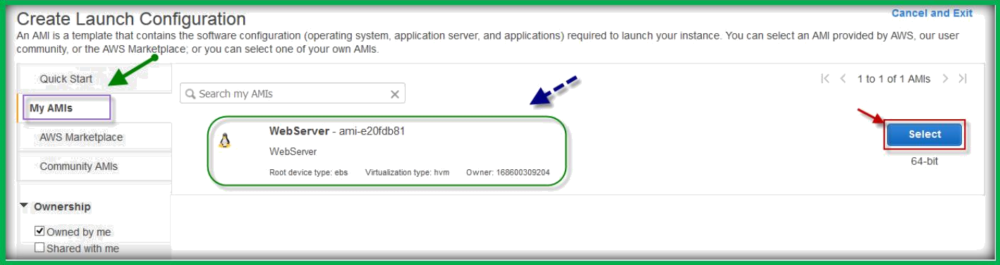 Create Launch Configuration
Cancel and Exit
An AMI is a template that contains the software configuration (operating system, application server, and applications) required to launch your instance. You can select an AMI provided by AWS, our user
community, or the AWS Marketplace; or you can select one of your own AMIs.
Quick Start
My AMIs
AWS Marketplace
Community AMIs
Ownership
Owned by me
Shared with me
Search my AMIs
1 to 1 of 1 AMIs
WebServer - ami-e20fdb81
WebServer
Root device type: ebs Virtualization type: hvm Owner: 168600309204
Select
64-bit